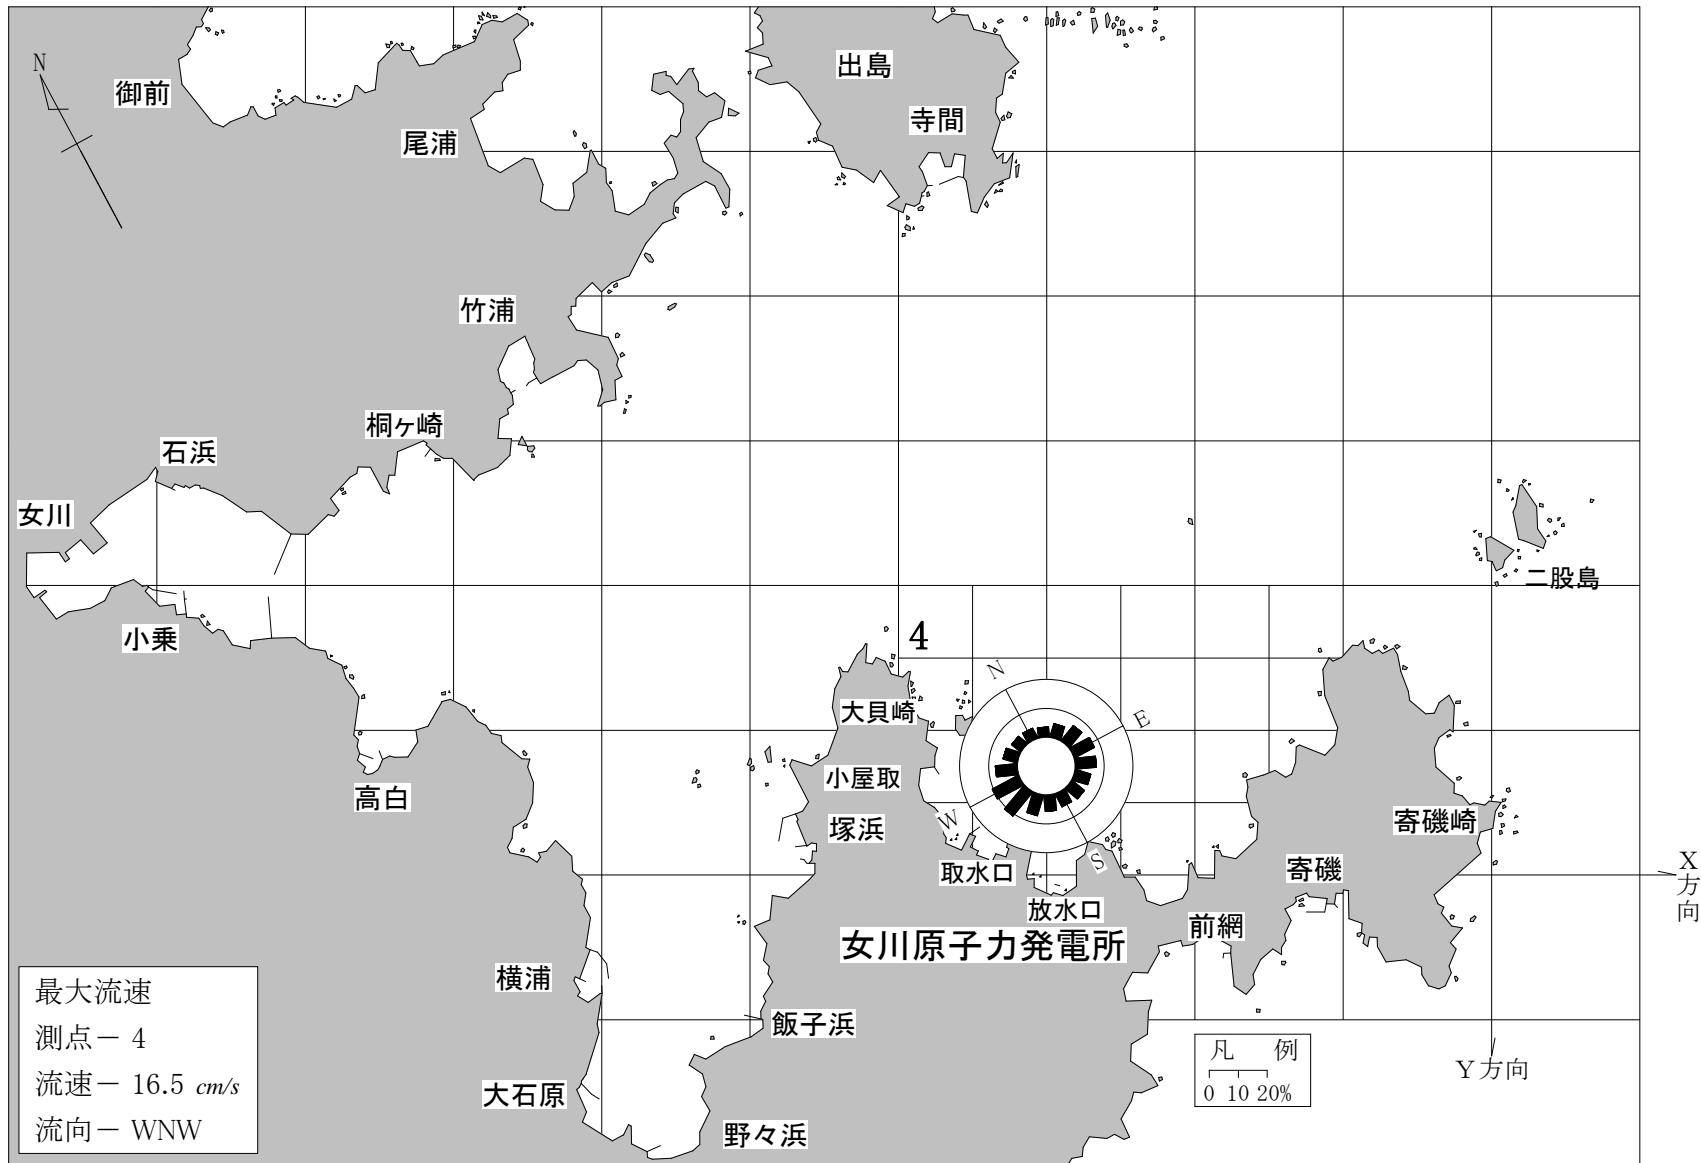 出島
N
御前
寺間
尾浦
竹浦
桐ヶ崎
石浜
女川
二股島
小乗
4
N
大貝崎
E
小屋取
高白
W
塚浜
寄磯崎
S
取水口
寄磯
X方向
放水口
前網
女川原子力発電所
横浦
飯子浜
最大流速
測点－ 4
流速－ 16.5 cm/s
流向－ WNW
凡 例
0 10 20%
Y方向
大石原
野々浜